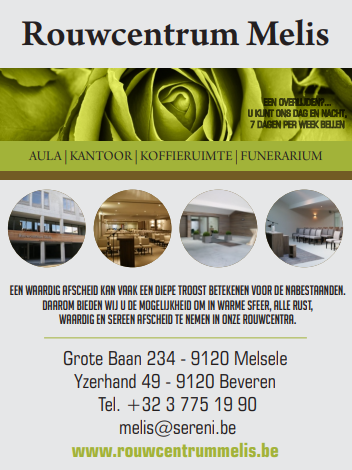 Rouwcentrum Melis
EEN OVERLIJDEN?...
U KUNT ONS DAG EN NACHT,
7 DAGEN PER WEEK BELLEN
AULA | KANTOOR | KOFFIERUIMTE | FUNERARIUM
EEN WAARDIG AFSCHEID KAN VAAK EEN DIEPE TROOST BETEKENEN VOOR DE NABESTAANDEN.
DAAROM BIEDEN WIJ U DE MOGELIJKHEID OM IN WARME SFEER, ALLE RUST,
WAARDIG EN SEREEN AFSCHEID TE NEMEN IN ONZE ROUWCENTRA.
Grote Baan 234 - 9120 Melsele
Yzerhand 49 - 9120 Beveren
Tel. +32 3 775 19 90
melis@sereni.be
www.rouwcentrummelis.be